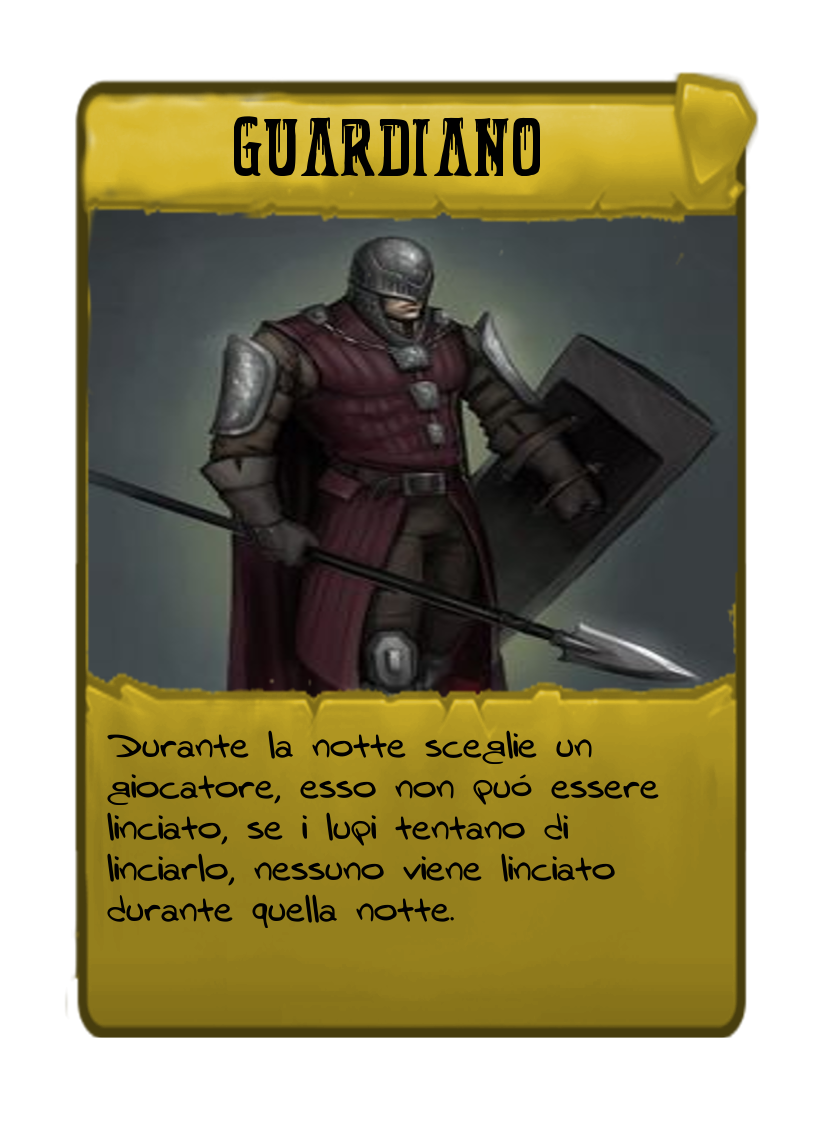 GUARDIANO
Durante la notte sceglie un
giocatore, esso non puó essere
linciato, se i lupi tentano di
linciarlo, nessuno viene linciato
durante quella notte.